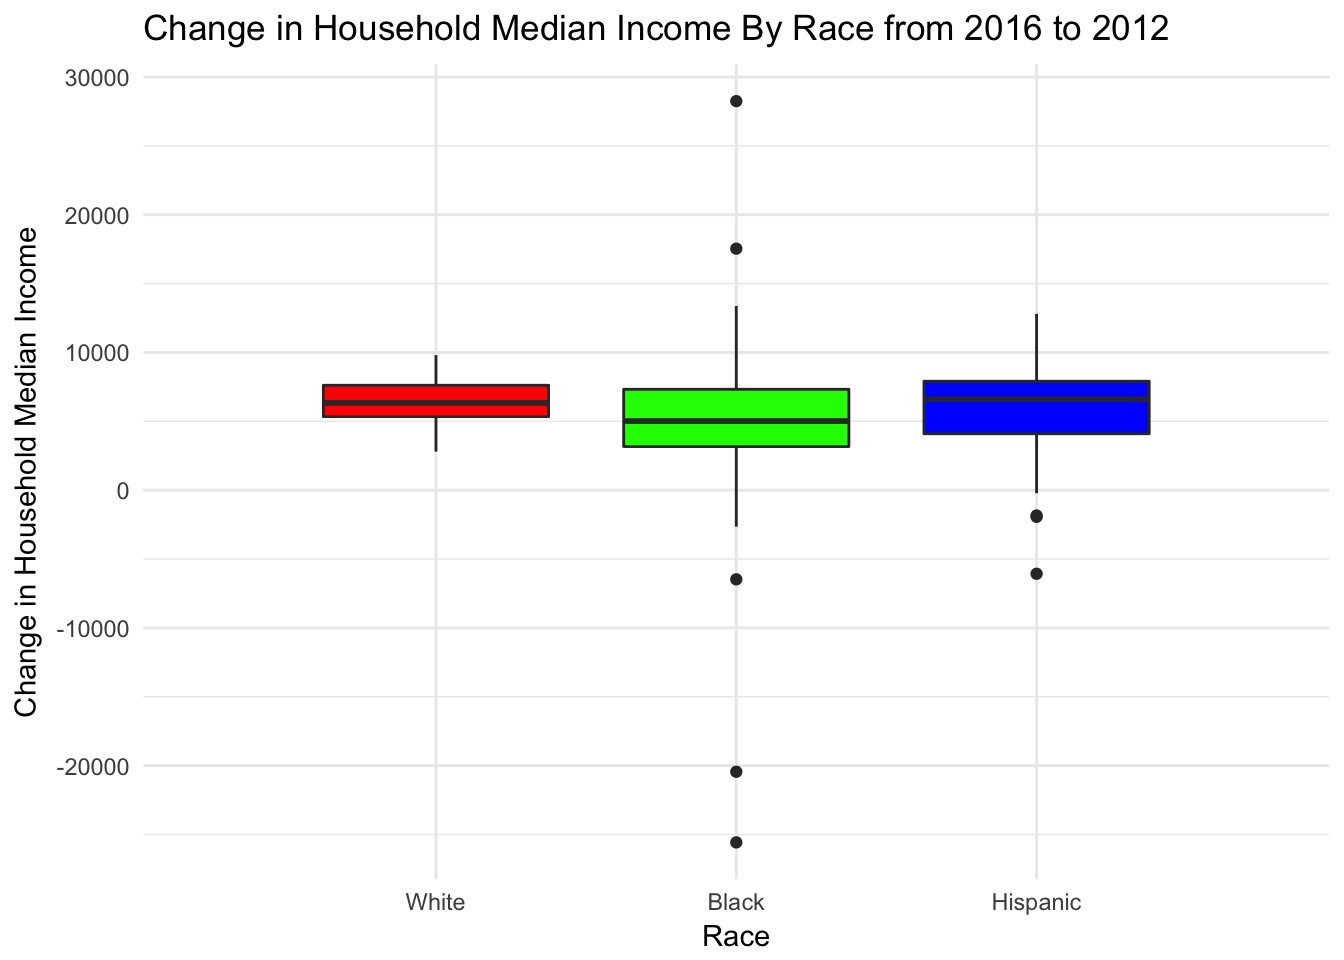 Change in Household Median Income By Race from 2016 to 2012
Change in Household Median Income
30000
20000
10000
0
-10000
-20000
White Black Hispanic
Race